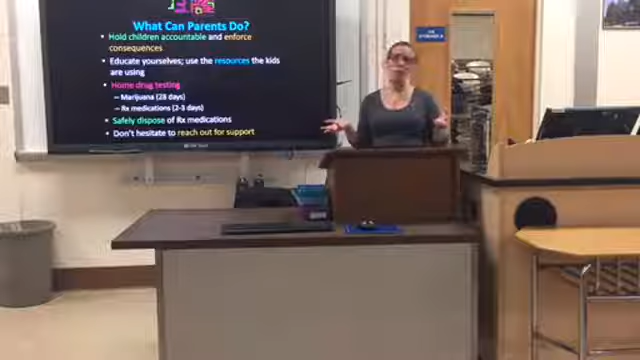 What Can Parents Do?
Hold children accountable and enforce
consequences
Educate yourselves; use the resources the kids
are using
Home drug testing
– Marijuana (28 days)
– Rx medications (2-3 days)
Safely dispose of Rx medications
Don't hesitate to reach out for support